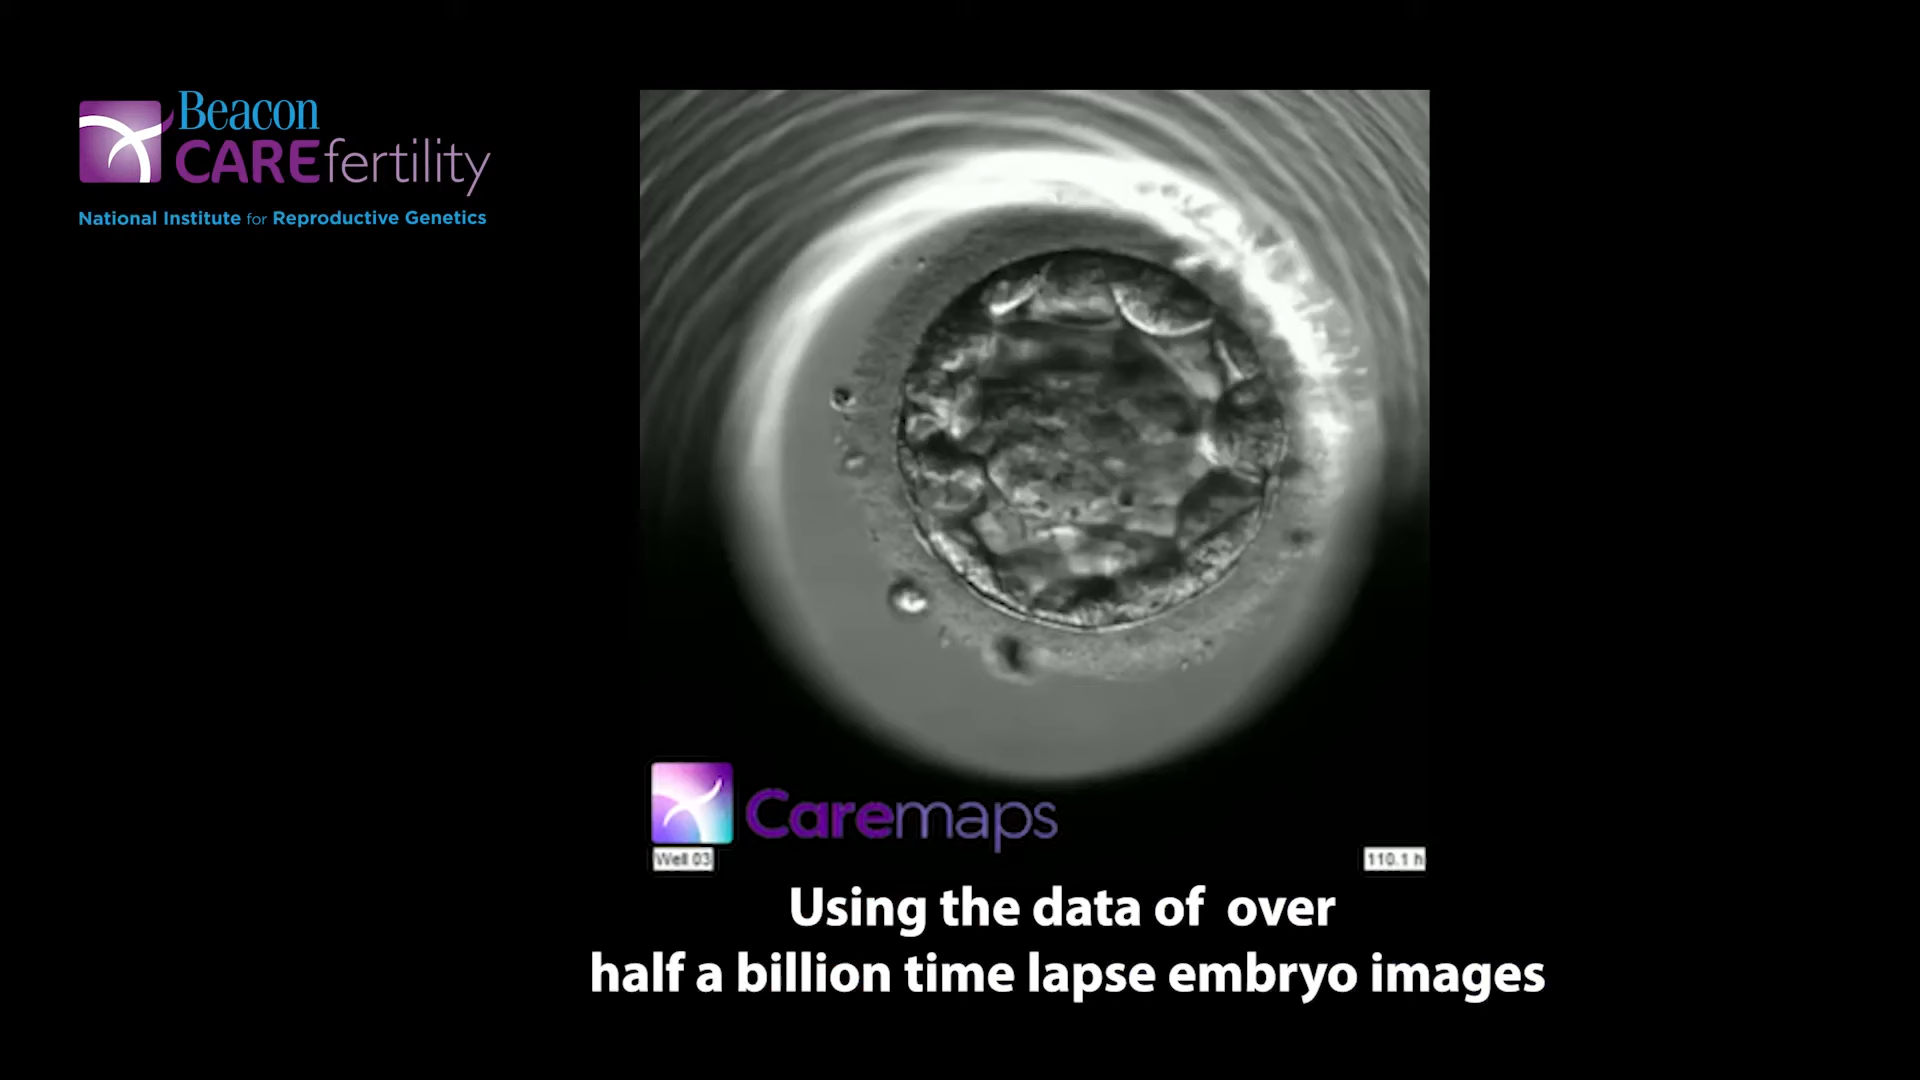 Beacon
CAREfertility
National Institute for Reproductive Genetics
Caremaps
Well 03
110.1 h
Using the data of over
half a billion time lapse embryo images